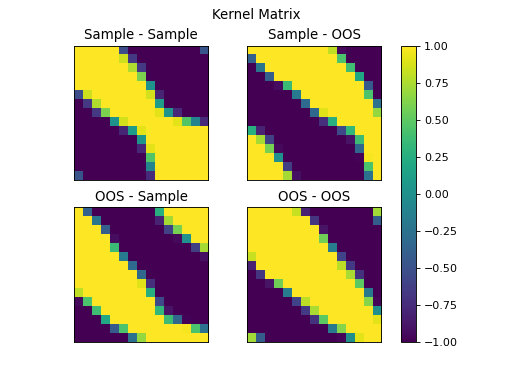 Kernel Matrix
Sample - Sample
Sample - OOS
OOS - Sample
OOS - OOS
1.00
0.75
0.50
0.25
0.00
−0.25
−0.50
−0.75
−1.00